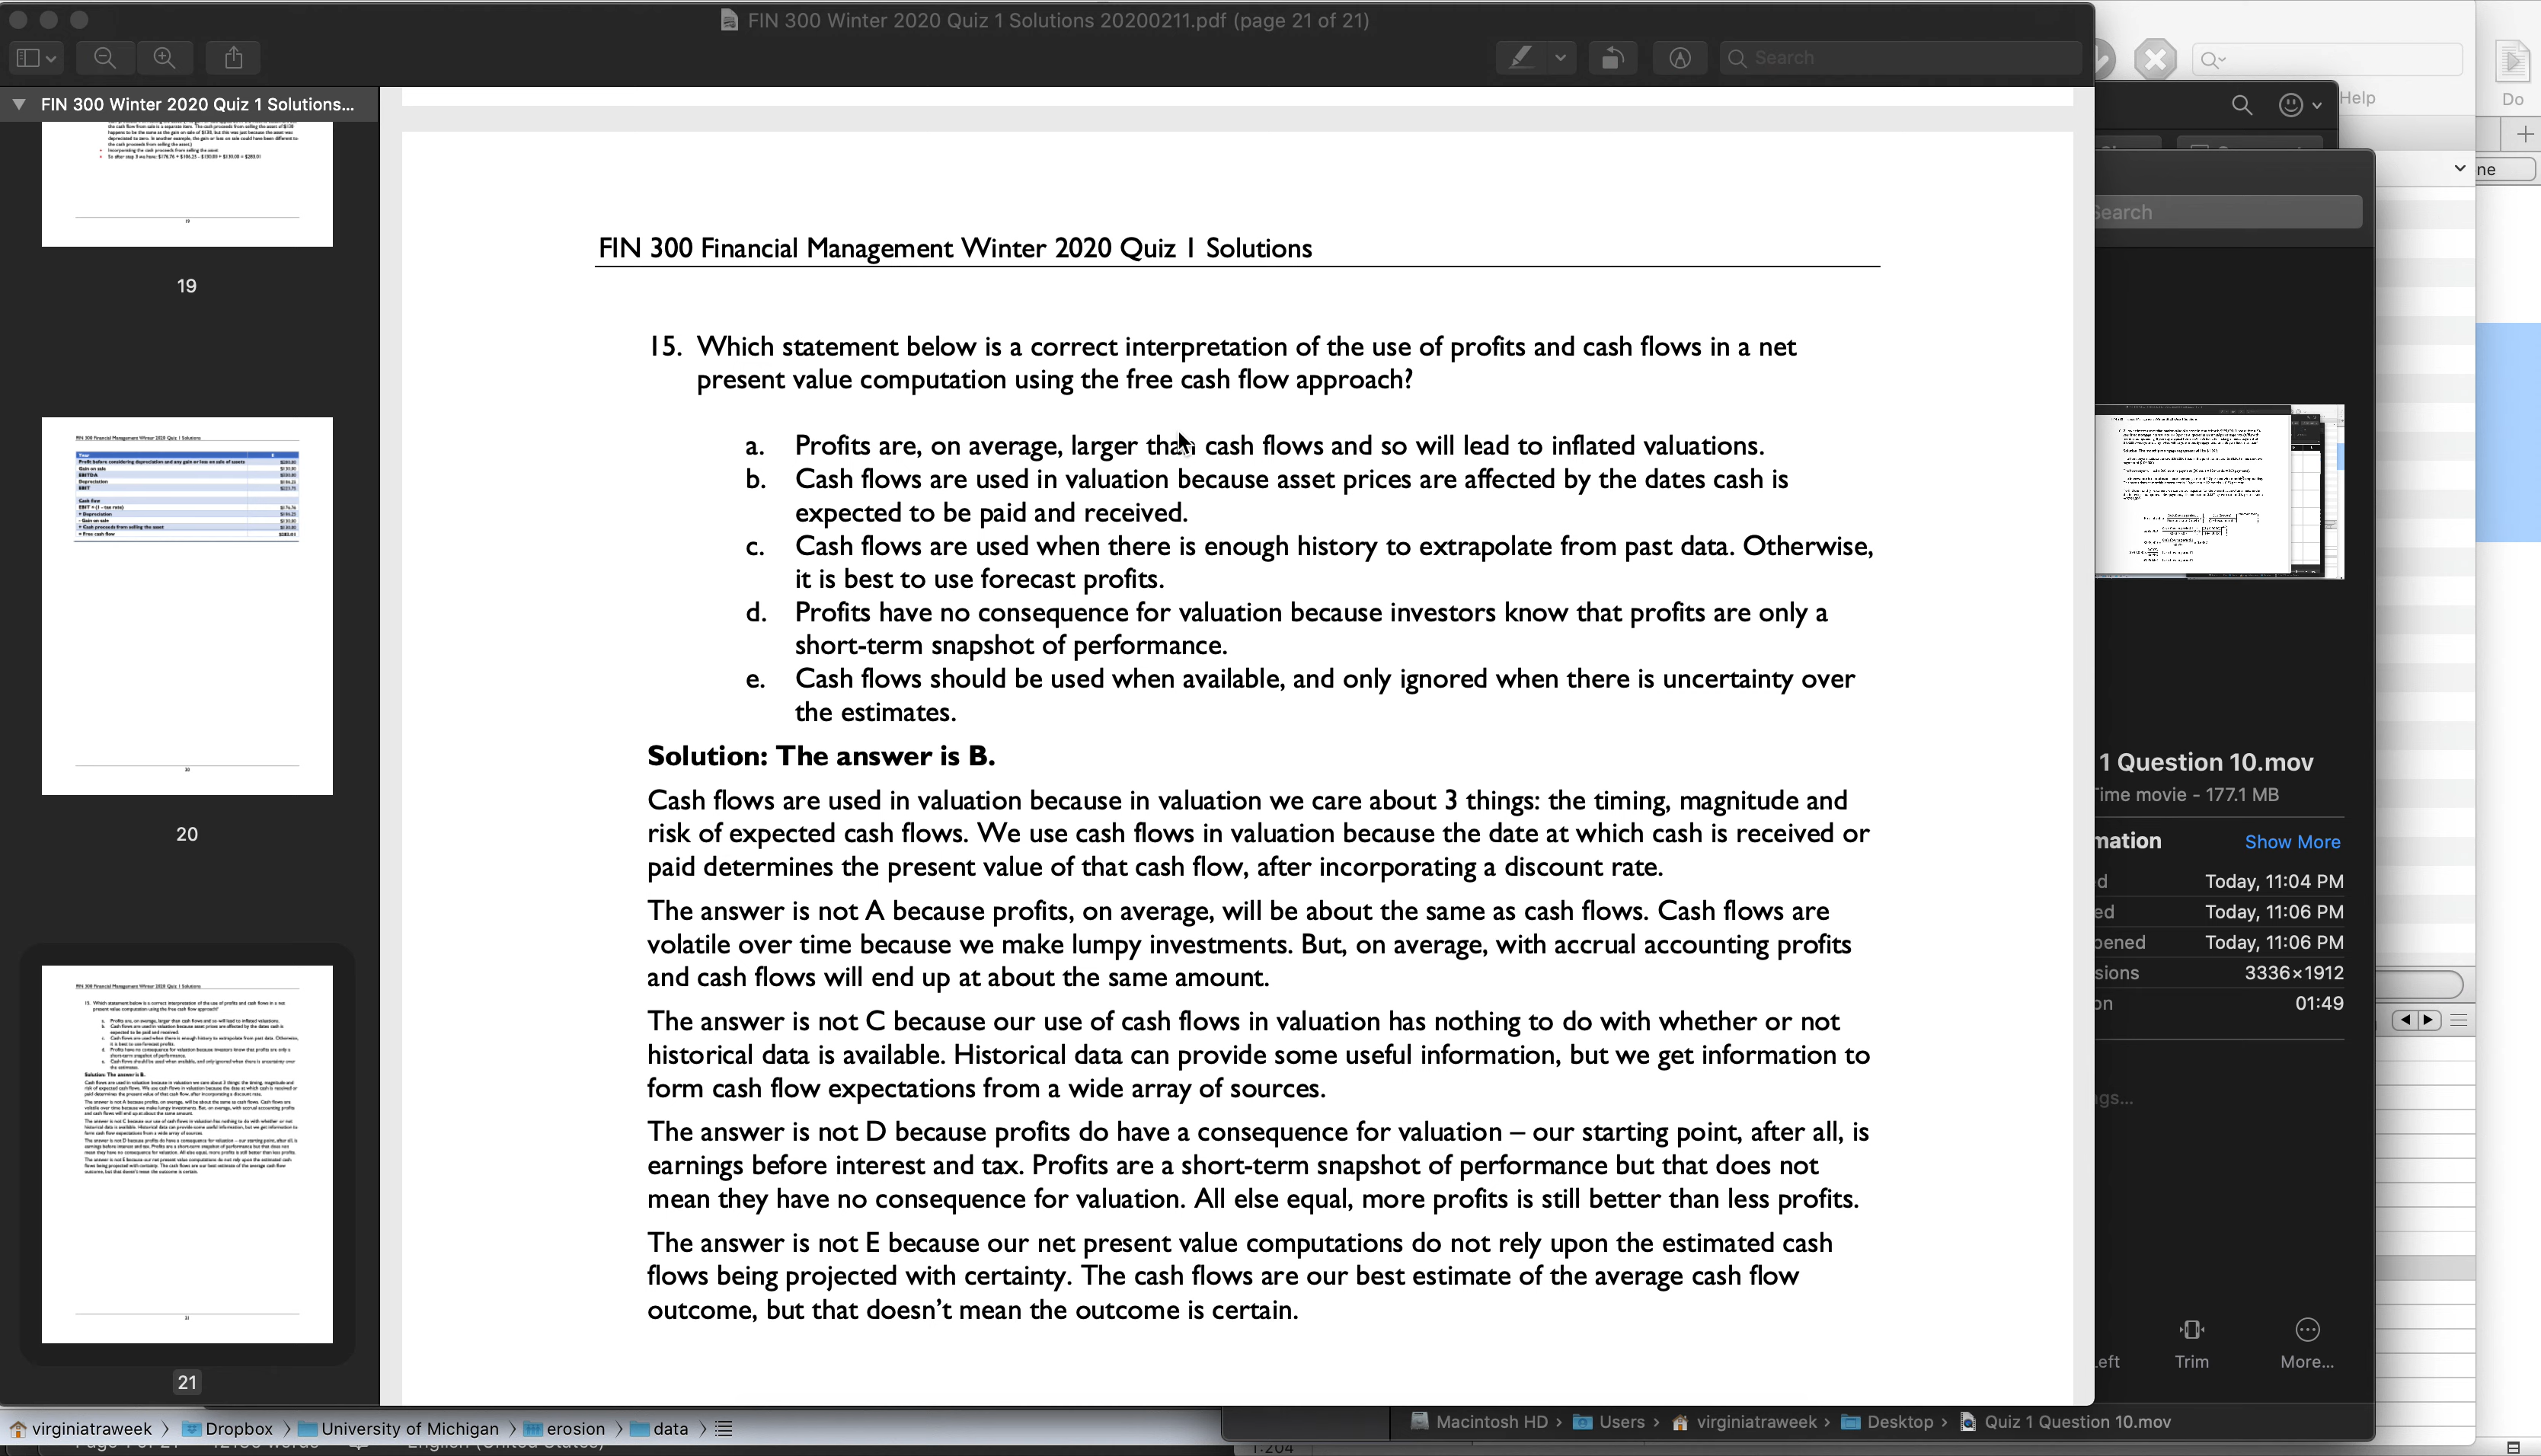 FIN 300 Winter 2020 Quiz 1 Solutions 20200211.pdf (page 21 of 21)
Search
FIN 300 Winter 2020 Quiz 1 Solutions...
19
20
21
FIN 300 Financial Management Winter 2020 Quiz 1 Solutions
15. Which statement below is a correct interpretation of the use of profits and cash flows in a net
present value computation using the free cash flow approach?
a. Profits are, on average, larger than cash flows and so will lead to inflated valuations.
b. Cash flows are used in valuation because asset prices are affected by the dates cash is
expected to be paid and received.
c. Cash flows are used when there is enough history to extrapolate from past data. Otherwise,
it is best to use forecast profits.
d. Profits have no consequence for valuation because investors know that profits are only a
short-term snapshot of performance.
e. Cash flows should be used when available, and only ignored when there is uncertainty over
the estimates.
Solution: The answer is B.
Cash flows are used in valuation because in valuation we care about 3 things: the timing, magnitude and
risk of expected cash flows. We use cash flows in valuation because the date at which cash is received or
paid determines the present value of that cash flow, after incorporating a discount rate.
The answer is not A because profits, on average, will be about the same as cash flows. Cash flows are
volatile over time because we make lumpy investments. But, on average, with accrual accounting profits
and cash flows will end up at about the same amount.
The answer is not C because our use of cash flows in valuation has nothing to do with whether or not
historical data is available. Historical data can provide some useful information, but we get information to
form cash flow expectations from a wide array of sources.
The answer is not D because profits do have a consequence for valuation – our starting point, after all, is
earnings before interest and tax. Profits are a short-term snapshot of performance but that does not
mean they have no consequence for valuation. All else equal, more profits is still better than less profits.
The answer is not E because our net present value computations do not rely upon the estimated cash
flows being projected with certainty. The cash flows are our best estimate of the average cash flow
outcome, but that doesn't mean the outcome is certain.
Help
Do
ne
Search
1 Question 10.mov
Time movie - 177.1 MB
mation Show More
ed Today, 11:04 PM
ed Today, 11:06 PM
pened Today, 11:06 PM
sions 3336×1912
on 01:49
gs...
Left Trim More...
virginiatraweek Dropbox University of Michigan erosion data
Macintosh HD Users virginiatraweek Desktop Quiz 1 Question 10.mov
1:204